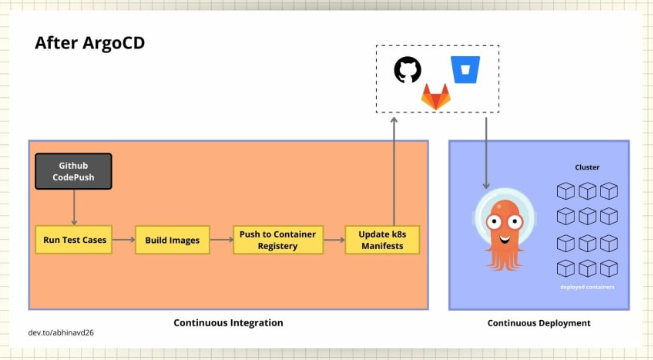 After ArgoCD
Github
CodePush
Run Test Cases
Build Images
Push to Container
Registery
Update k8s
Manifests
Cluster
deployed containers
Continuous Integration
Continuous Deployment
dev.to/abhinavd26